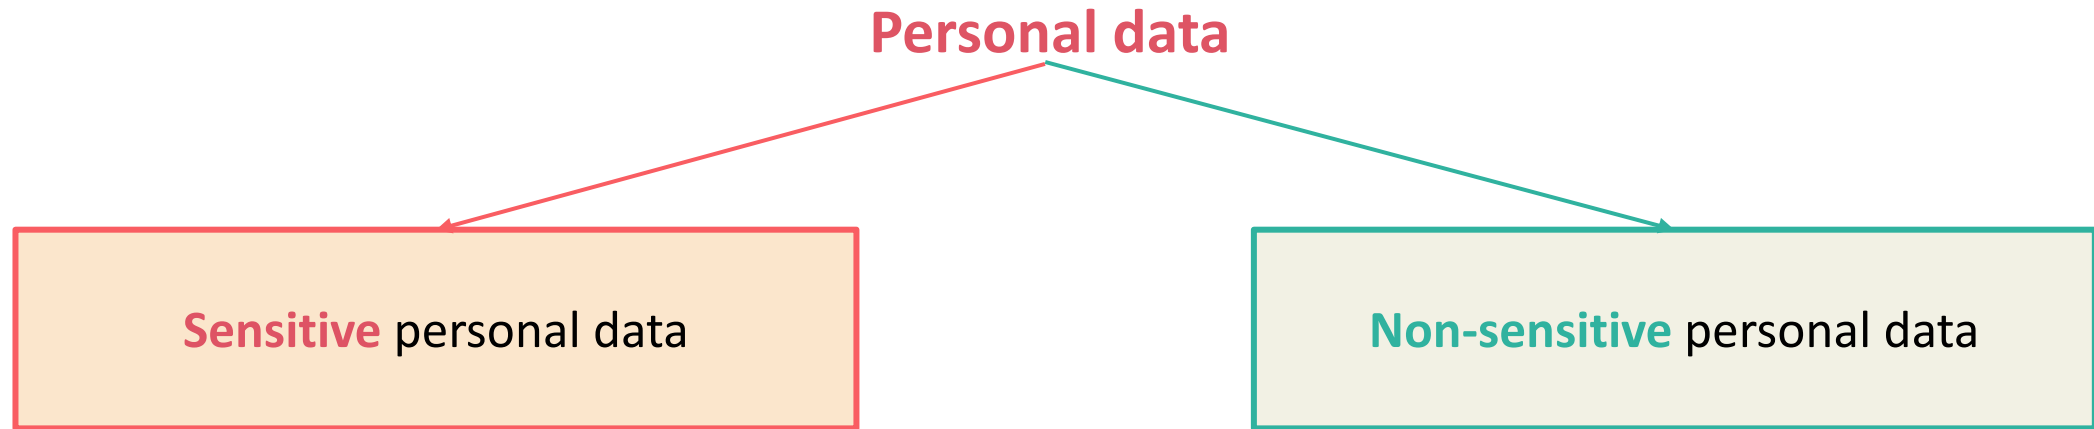 Personal data
Sensitive personal data
Non-sensitive personal data